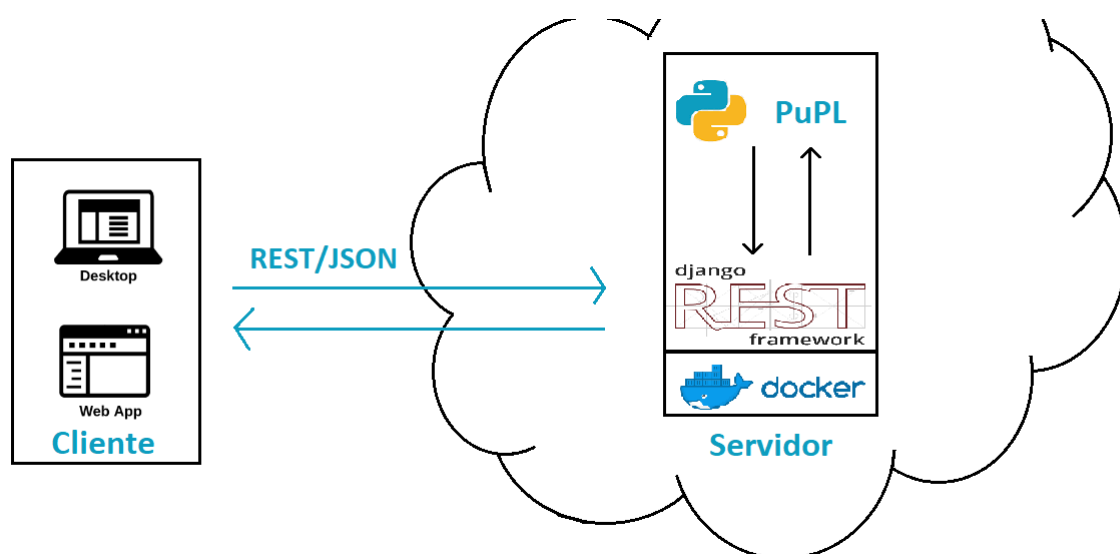 Desktop
Web App
Cliente
REST/JSON
PuPL
django
REST
framework
docker
Servidor